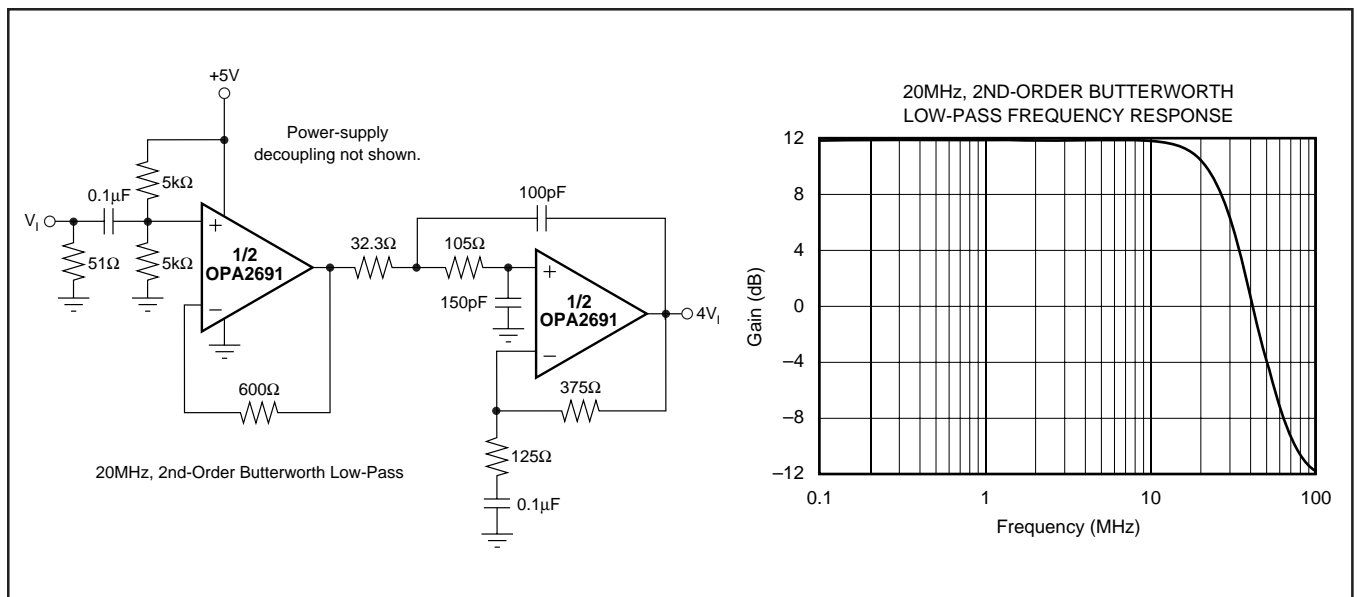 +5V
Power-supply
decoupling not shown.
5kΩ
0.1µF
V_I
51Ω
5kΩ
+
1/2
OPA2691
–
600Ω
32.3Ω
105Ω
100pF
150pF
+
1/2
OPA2691
–
4V_I
375Ω
125Ω
0.1µF
20MHz, 2nd-Order Butterworth Low-Pass
20MHz, 2ND-ORDER BUTTERWORTH
LOW-PASS FREQUENCY RESPONSE
12
8
4
0
–4
–8
–12
Gain (dB)
0.1
1
10
100
Frequency (MHz)